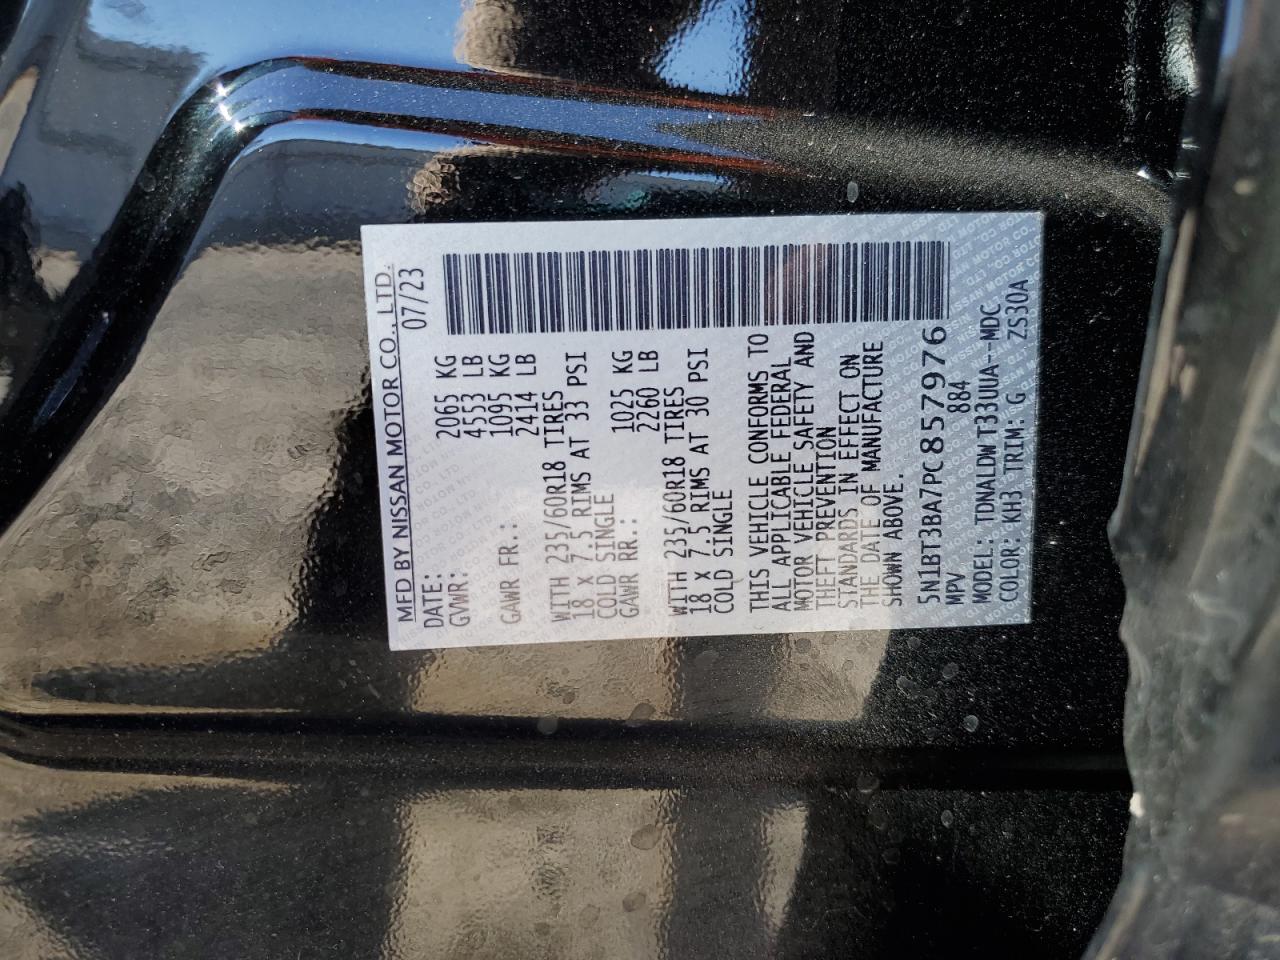 MFD BY NISSAN MOTOR CO., LTD.
DATE: 07/23
GVWR: 2065 KG
4553 LB
GAWR FR.: 1095 KG
2414 LB
WITH 235/60R18 TIRES
18 x 7.5 RIMS AT 33 PSI
COLD SINGLE
GAWR RR.: 1025 KG
2260 LB
WITH 235/60R18 TIRES
18 x 7.5 RIMS AT 30 PSI
COLD SINGLE
THIS VEHICLE CONFORMS TO
ALL APPLICABLE FEDERAL
MOTOR VEHICLE SAFETY AND
THEFT PREVENTION
STANDARDS IN EFFECT ON
THE DATE OF MANUFACTURE
SHOWN ABOVE.
5N1BT3BA7PC857976
MPV 884
MODEL: TDNALDWT33UUA--MDC
COLOR: KH3 TRIM: G ZS30A